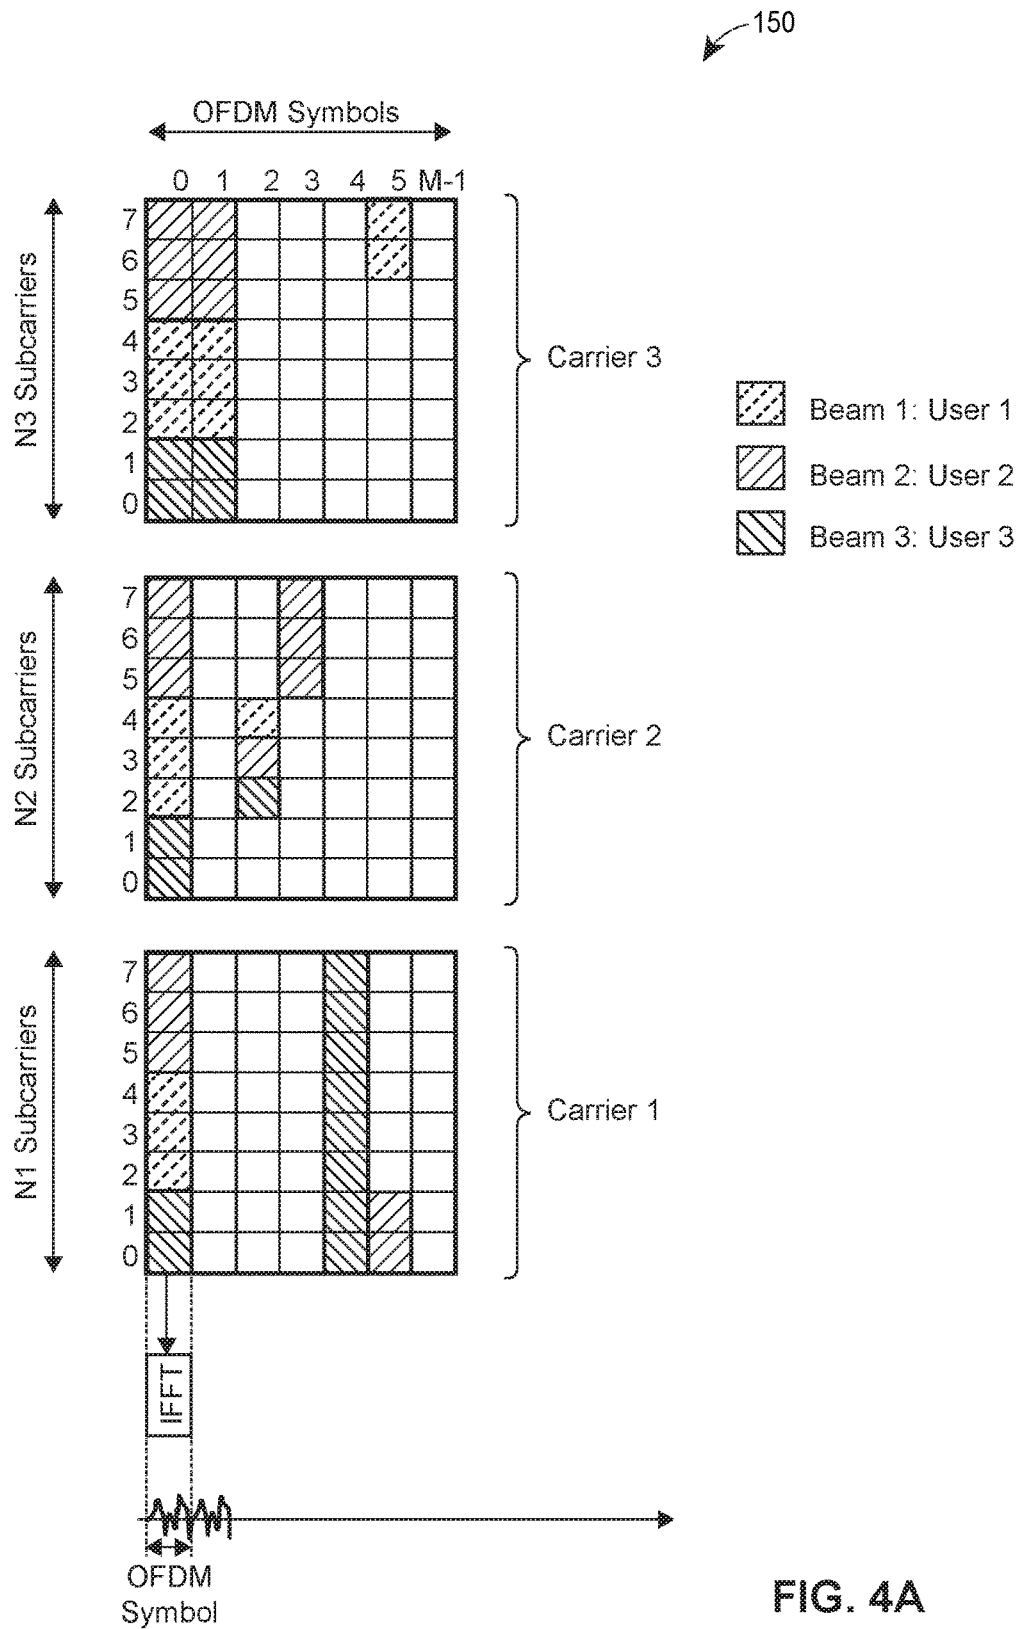 150
OFDM Symbols
0 1 2 3 4 5 M-1
N3 Subcarriers
7
6
5
4
3
2
1
0
Carrier 3
Beam 1: User 1
Beam 2: User 2
Beam 3: User 3
N2 Subcarriers
7
6
5
4
3
2
1
0
Carrier 2
N1 Subcarriers
7
6
5
4
3
2
1
0
Carrier 1
IFFT
OFDM
Symbol
FIG. 4A